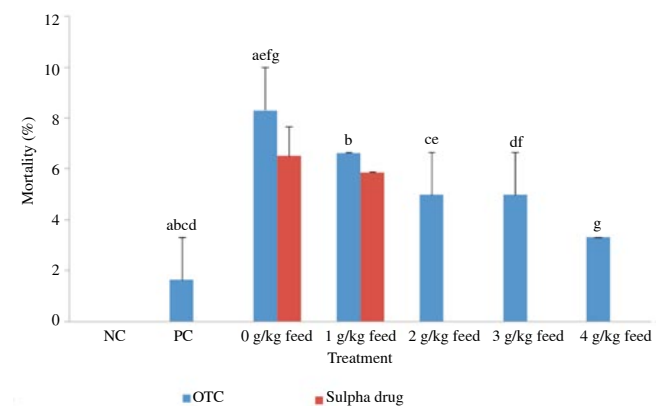 12
10
8
6
4
2
0
Mortality (%)
aefg
abcd
b
ce
df
g
NC PC 0 g/kg feed 1 g/kg feed 2 g/kg feed 3 g/kg feed 4 g/kg feed
Treatment
OTC Sulpha drug